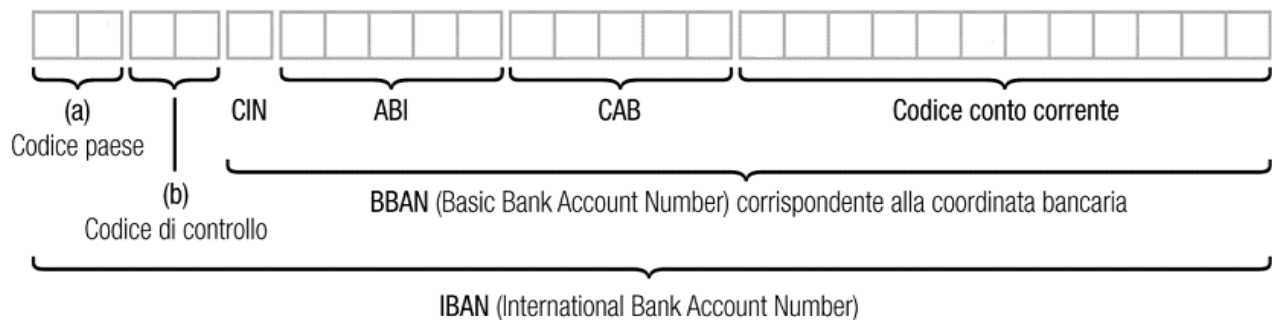 (a) CIN ABI CAB Codice conto corrente
Codice paese
(b)
BBAN (Basic Bank Account Number) corrispondente alla coordinata bancaria
Codice di controllo
IBAN (International Bank Account Number)